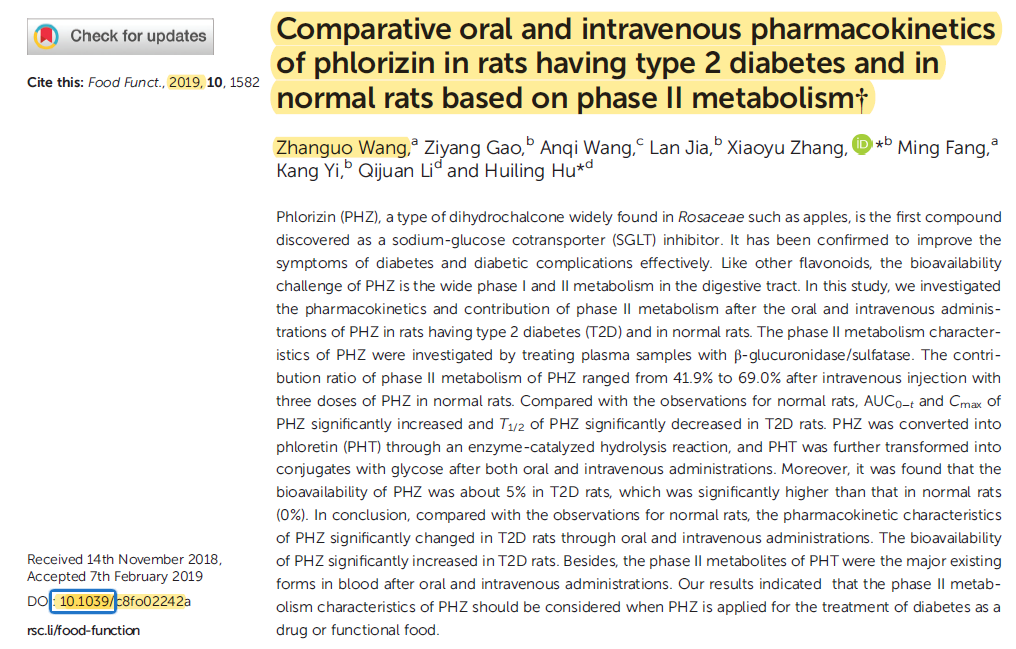 Check for updates
Cite this: Food Funct., 2019, 10, 1582
Comparative oral and intravenous pharmacokinetics
of phlorizin in rats having type 2 diabetes and in
normal rats based on phase II metabolism†
Zhanguo Wang,a Ziyang Gao,b Anqi Wang,c Lan Jia,b Xiaoyu Zhang, iD *b Ming Fang,a
Kang Yi,b Qijuan Lid and Huiling Hu*d
Phlorizin (PHZ), a type of dihydrochalcone widely found in Rosaceae such as apples, is the first compound
discovered as a sodium-glucose cotransporter (SGLT) inhibitor. It has been confirmed to improve the
symptoms of diabetes and diabetic complications effectively. Like other flavonoids, the bioavailability
challenge of PHZ is the wide phase I and II metabolism in the digestive tract. In this study, we investigated
the pharmacokinetics and contribution of phase II metabolism after the oral and intravenous adminis-
trations of PHZ in rats having type 2 diabetes (T2D) and in normal rats. The phase II metabolism character-
istics of PHZ were investigated by treating plasma samples with β-glucuronidase/sulfatase. The contri-
bution ratio of phase II metabolism of PHZ ranged from 41.9% to 69.0% after intravenous injection with
three doses of PHZ in normal rats. Compared with the observations for normal rats, AUC0−t and Cmax of
PHZ significantly increased and T1/2 of PHZ significantly decreased in T2D rats. PHZ was converted into
phloretin (PHT) through an enzyme-catalyzed hydrolysis reaction, and PHT was further transformed into
conjugates with glycose after both oral and intravenous administrations. Moreover, it was found that the
bioavailability of PHZ was about 5% in T2D rats, which was significantly higher than that in normal rats
(0%). In conclusion, compared with the observations for normal rats, the pharmacokinetic characteristics
of PHZ significantly changed in T2D rats through oral and intravenous administrations. The bioavailability
of PHZ significantly increased in T2D rats. Besides, the phase II metabolites of PHT were the major existing
forms in blood after oral and intravenous administrations. Our results indicated that the phase II metab-
olism characteristics of PHZ should be considered when PHZ is applied for the treatment of diabetes as a
drug or functional food.
Received 14th November 2018,
Accepted 7th February 2019
DOI: 10.1039/c8fo02242a
rsc.li/food-function